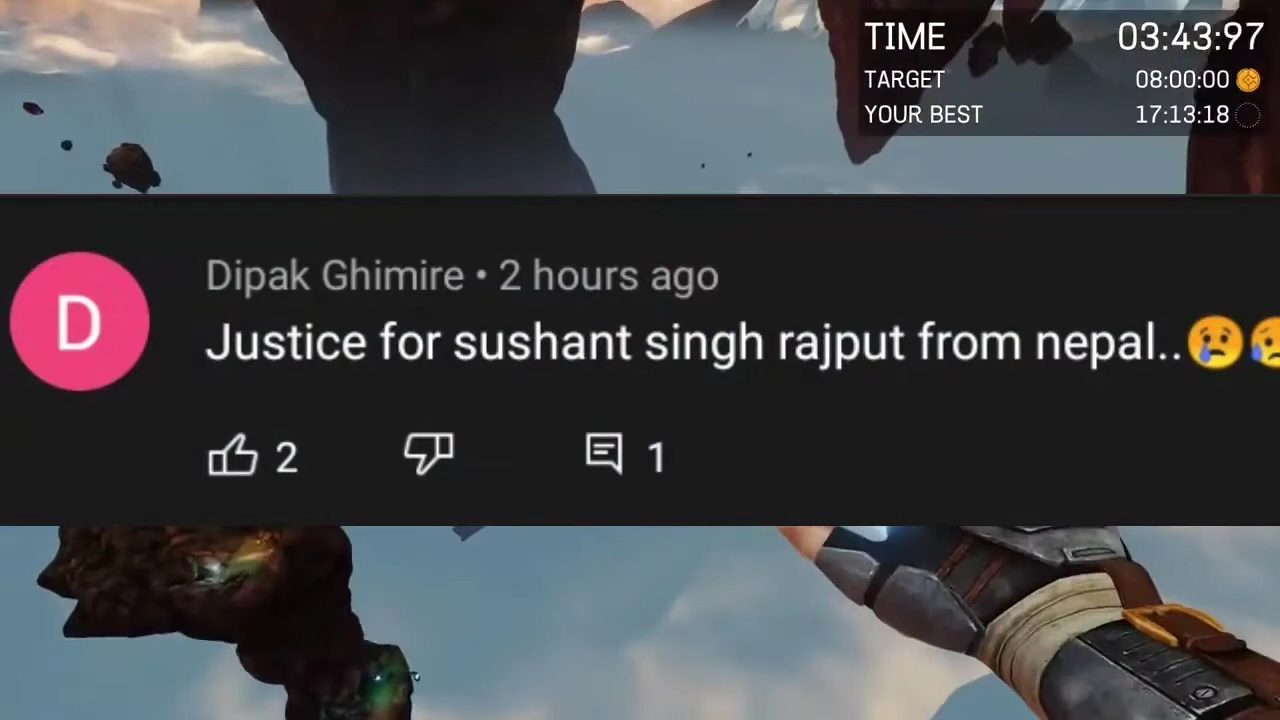 TIME 03:43:97
TARGET 08:00:00
YOUR BEST 17:13:18
D
Dipak Ghimire • 2 hours ago
Justice for sushant singh rajput from nepal..😢😥
2 1